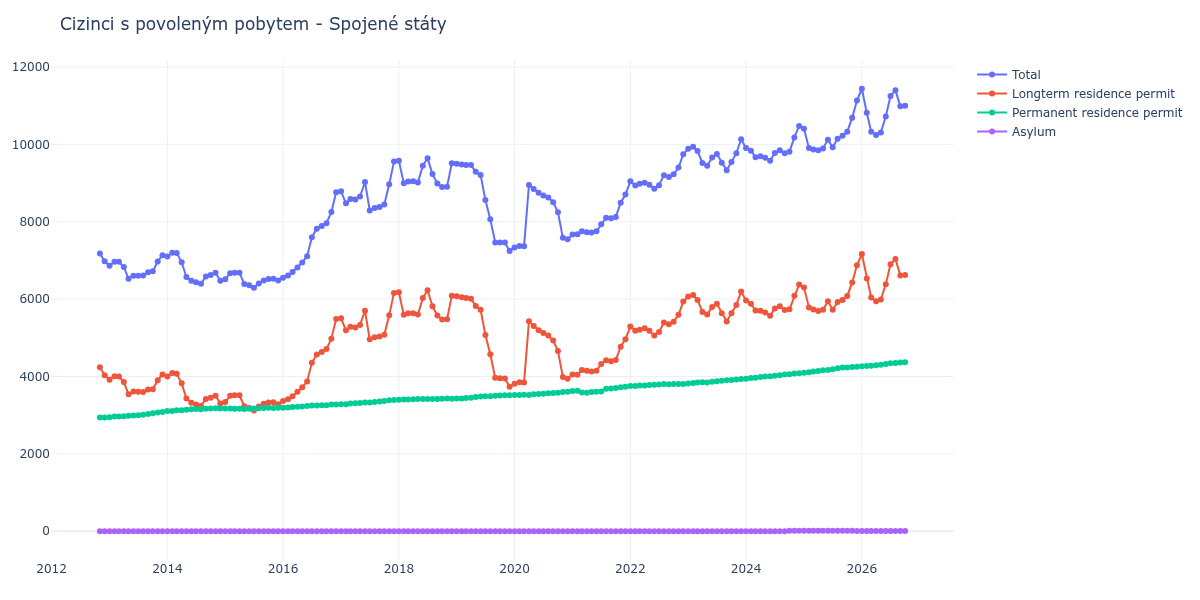 Cizinci s povoleným pobytem - Spojené státy
12000
10000
8000
6000
4000
2000
0
2012 2014 2016 2018 2020 2022 2024 2026
Total
Longterm residence permit
Permanent residence permit
Asylum